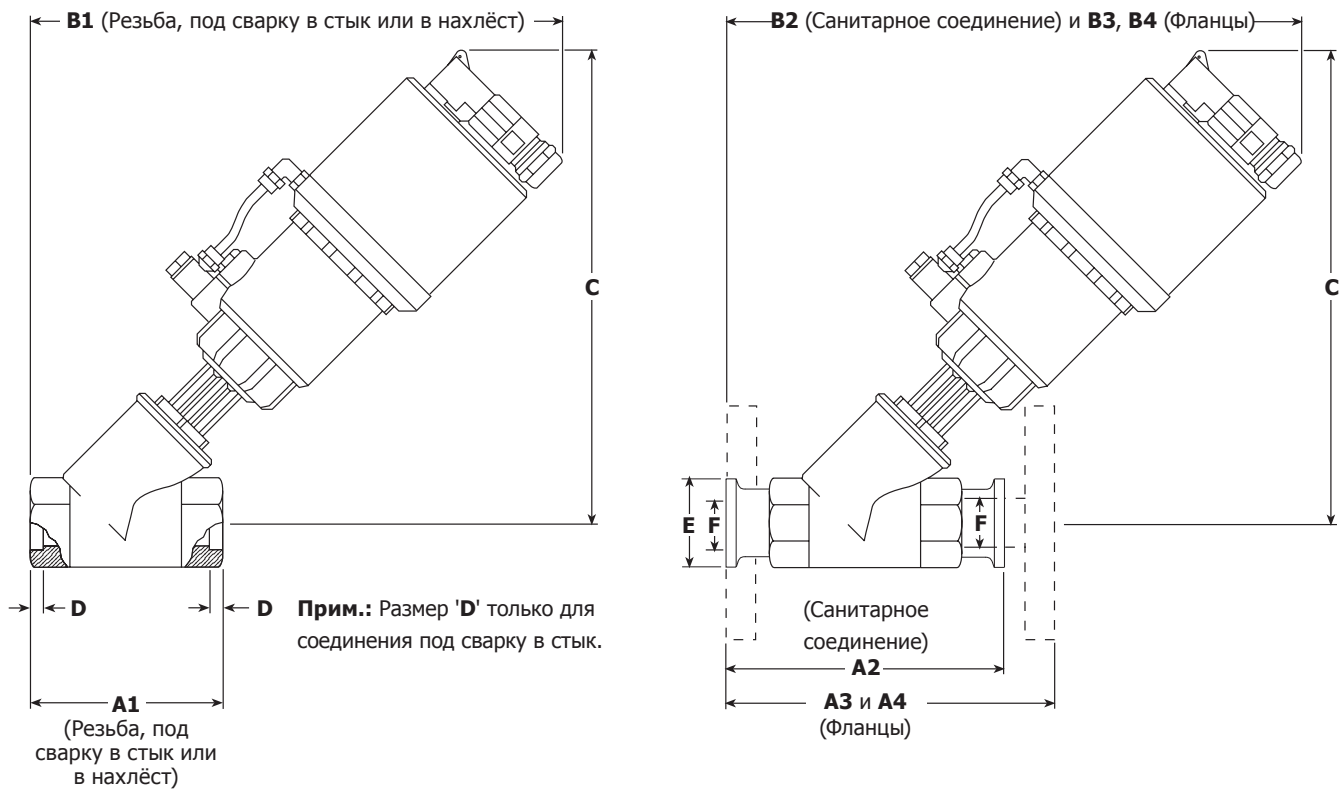 B1 (Резьба, под сварку в стык или в нахлёст)
B2 (Санитарное соединение) и B3, B4 (Фланцы)
C
C
E
F
F
D
D
Прим.: Размер 'D' только для
соединения под сварку в стык.
(Санитарное
соединение)
A2
A1
(Резьба, под
сварку в стык или
в нахлёст)
A3 и A4
(Фланцы)